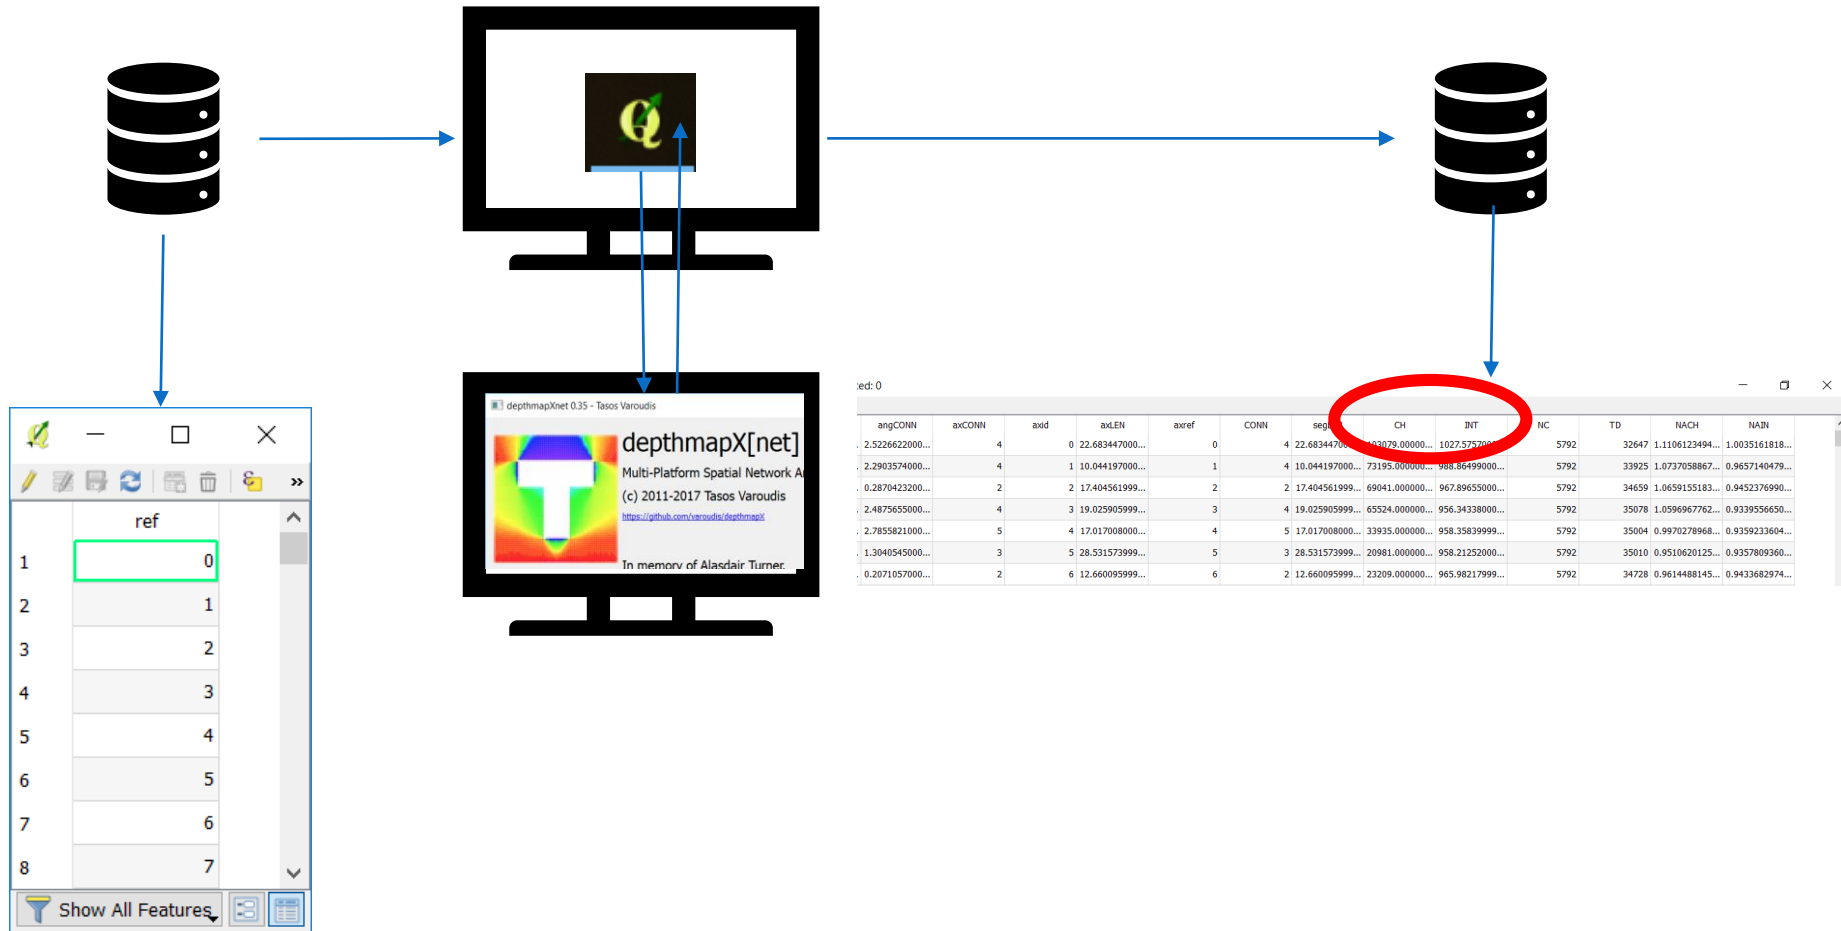 ref
1 0
2 1
3 2
4 3
5 4
6 5
7 6
8 7
Show All Features
depthmapXnet 0.35 - Tasos Varoudis
depthmapX[net]
Multi-Platform Spatial Network A
(c) 2011-2017 Tasos Varoudis
https://github.com/varoudis/depthmapX
In memory of Alasdair Turner.
ted: 0
angCONN axCONN axid axLEN axref CONN CH INT NC TD NACH NAIN
2.5226622000... 4 0 22.683447000... 0 4 1027.5757000... 5792 32647 1.1106123494... 1.0035161818...
2.2903574000... 4 1 10.044197000... 1 4 10.044197000... 73195.000000... 988.86499000... 5792 33925 1.0737058867... 0.9657140479...
0.2870423200... 2 2 17.404561999... 2 2 17.404561999... 69041.000000... 967.89655000... 5792 34659 1.0659155183... 0.9452376990...
2.4875655000... 4 3 19.025905999... 3 4 19.025905999... 65524.000000... 956.34338000... 5792 35078 1.0596967762... 0.9339556650...
2.7855821000... 5 4 17.017008000... 4 5 17.017008000... 33935.000000... 958.35839999... 5792 35004 0.9970278968... 0.9359233604...
1.3040545000... 3 5 28.531573999... 5 3 28.531573999... 20981.000000... 958.21252000... 5792 35010 0.9510620125... 0.9357809360...
0.2071057000... 2 6 12.660095999... 6 2 12.660095999... 23209.000000... 965.98217999... 5792 34728 0.9614488145... 0.9433682974...